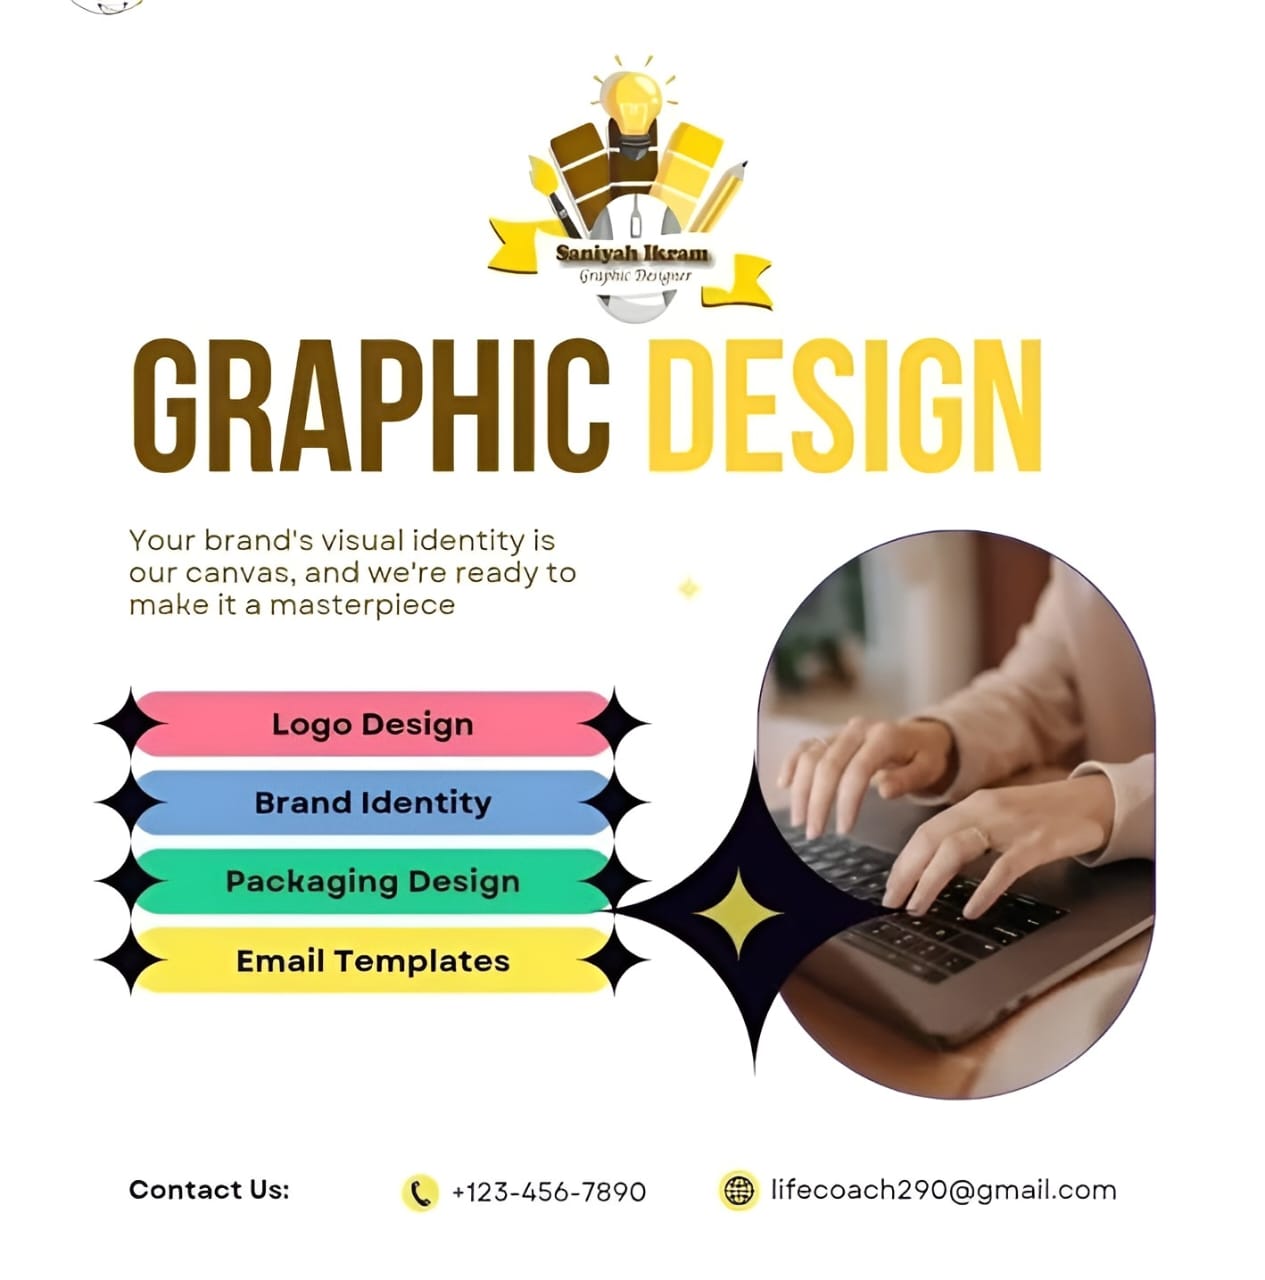 Saniyah Ikram
Graphic Designer
GRAPHIC DESIGN
Your brand's visual identity is
our canvas, and we're ready to
make it a masterpiece
Logo Design
Brand Identity
Packaging Design
Email Templates
Contact Us:
+123-456-7890
lifecoach290@gmail.com